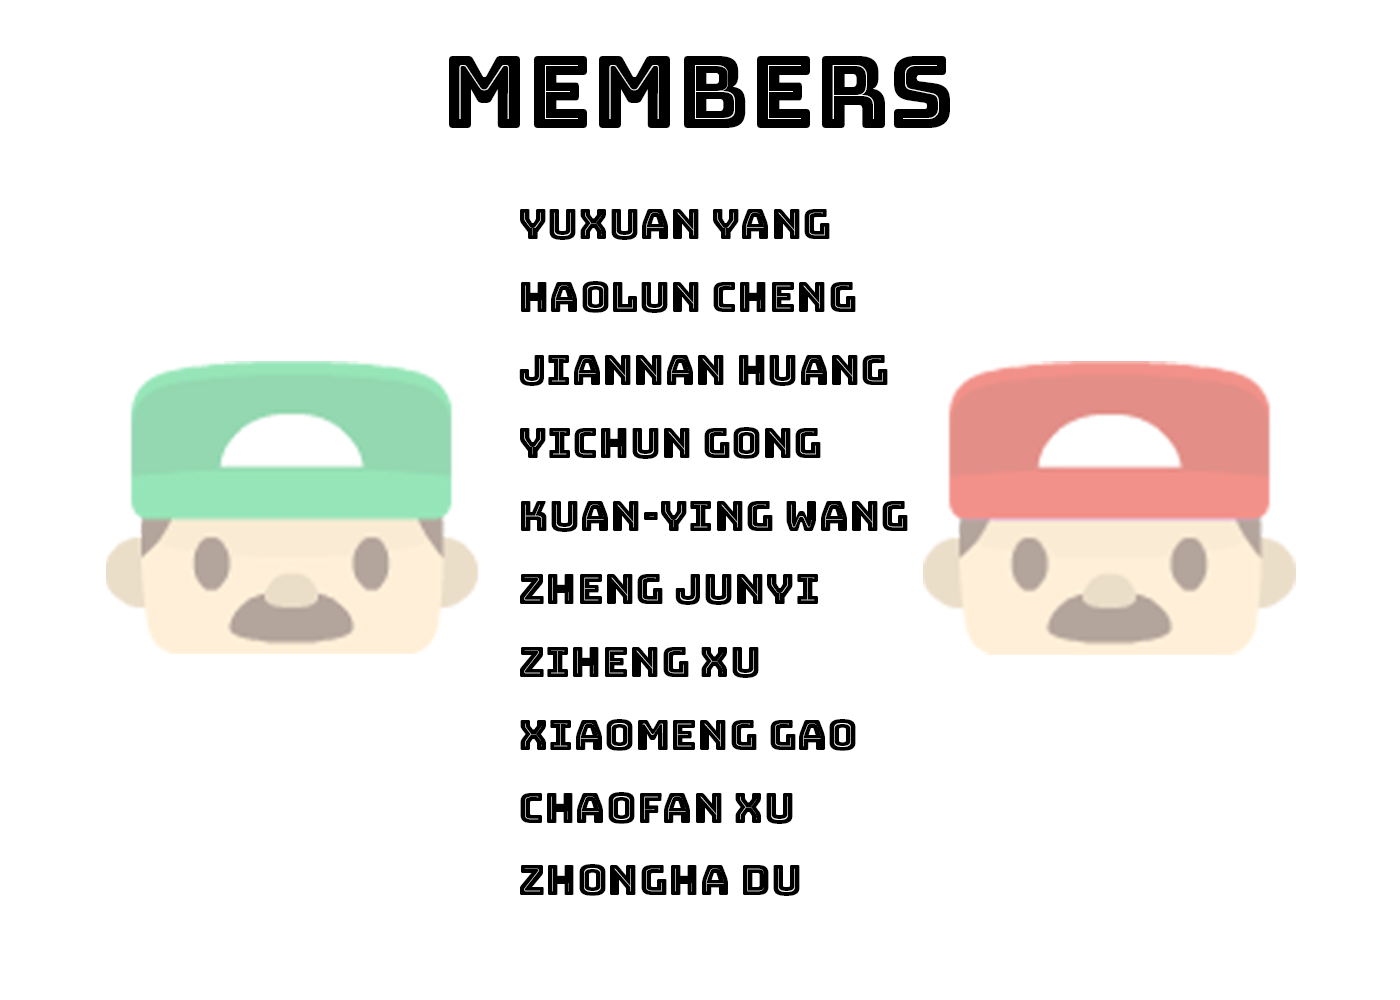 MEMBERS
YUXUAN YANG
HAOLUN CHENG
JIANNAN HUANG
YICHUN GONG
KUAN-YING WANG
ZHENG JUNYI
ZIHENG XU
XIAOMENG GAO
CHAOFAN XU
ZHONGHA DU